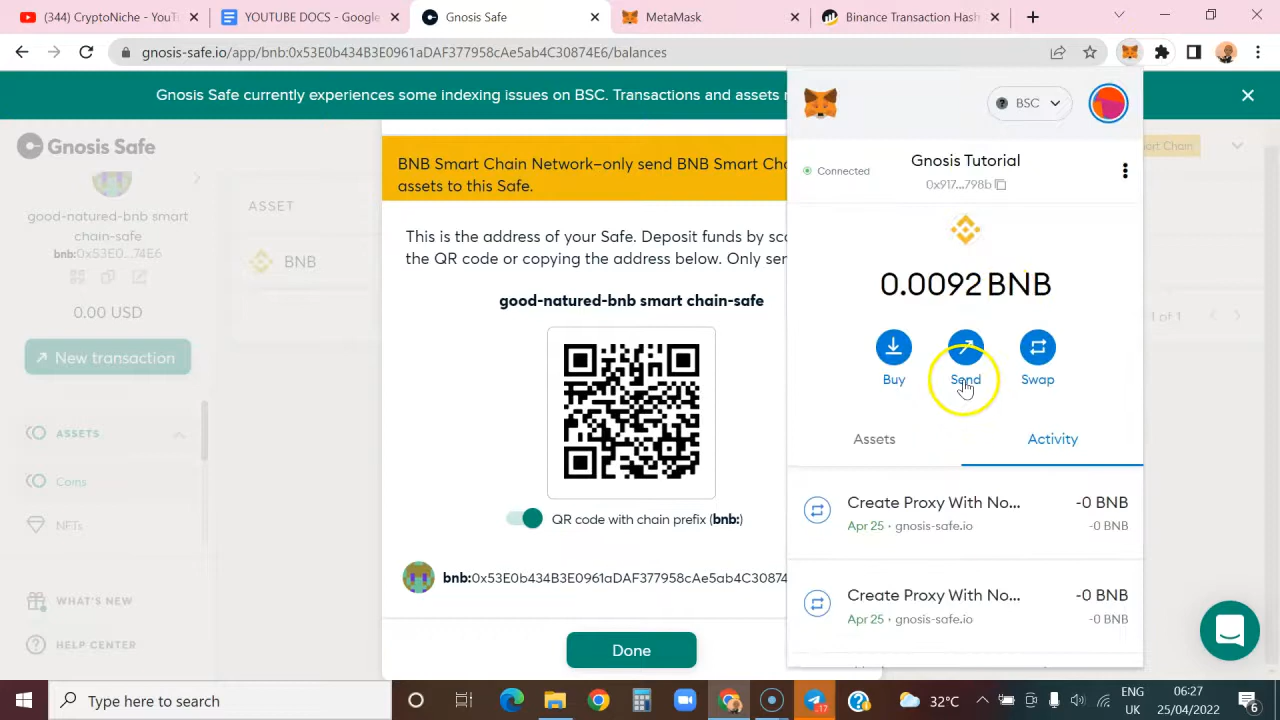 (344) CryptoNiche - YouT
YOUTUBE DOCS - Google
Gnosis Safe
MetaMask
Binance Transaction Hash
gnosis-safe.io/app/bnb:0x53E0b434B3E0961aDAF377958cAe5ab4C30874E6/balances
Gnosis Safe currently experiences some indexing issues on BSC. Transactions and assets
Gnosis Safe
good-natured-bnb smart
chain-safe
bnb:0x53E0...74E6
0.00 USD
New transaction
ASSETS
Coins
NFTs
WHAT'S NEW
HELP CENTER
ASSET
BNB
BNB Smart Chain Network–only send BNB Smart Cha
assets to this Safe.
This is the address of your Safe. Deposit funds by sc
the QR code or copying the address below. Only
good-natured-bnb smart chain-safe
QR code with chain prefix (bnb:)
bnb:0x53E0b434B3E0961aDAF377958cAe5ab4C30874
Done
BSC
Connected
Gnosis Tutorial
0x917...798b
0.0092 BNB
Buy
Send
Swap
Assets
Activity
Create Proxy With No...
-0 BNB
Apr 25 · gnosis-safe.io
-0 BNB
Create Proxy With No...
-0 BNB
Apr 25 · gnosis-safe.io
-0 BNB
art Chain
1 of 1
Type here to search
17
32°C
ENG
UK
06:27
25/04/2022
6